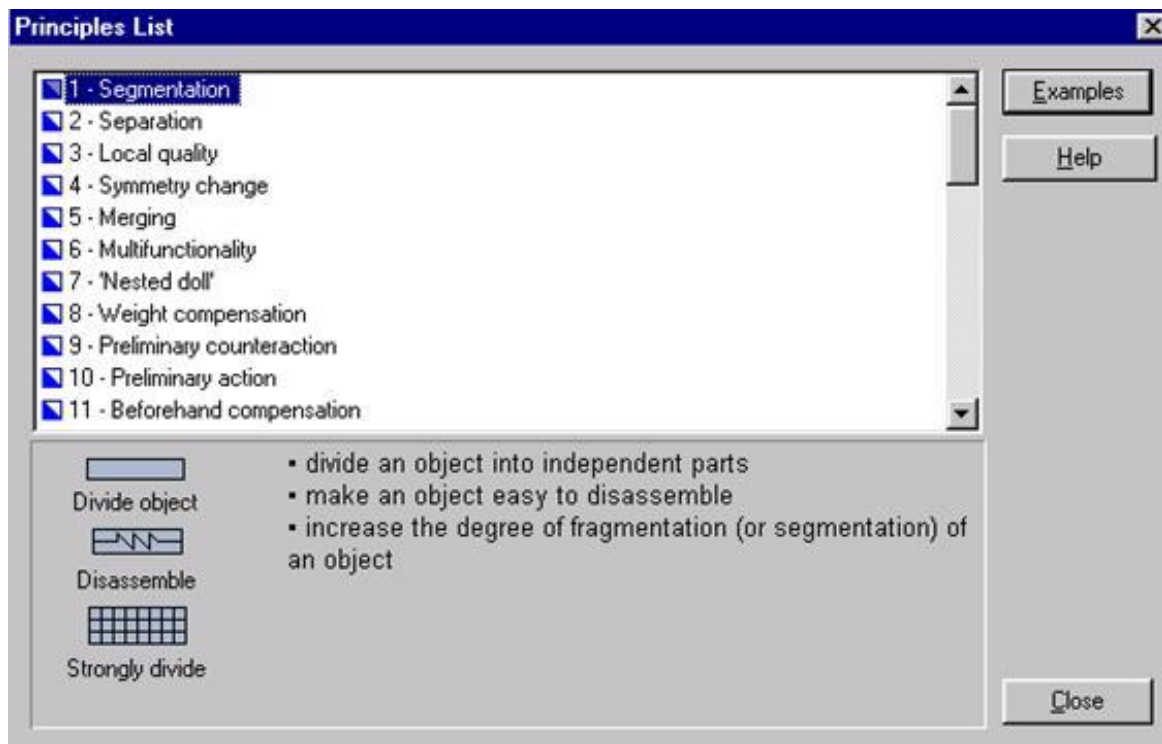 Principles List
1 - Segmentation
2 - Separation
3 - Local quality
4 - Symmetry change
5 - Merging
6 - Multifunctionality
7 - 'Nested doll'
8 - Weight compensation
9 - Preliminary counteraction
10 - Preliminary action
11 - Beforehand compensation
Examples
Help
Divide object
Disassemble
Strongly divide
▪ divide an object into independent parts
▪ make an object easy to disassemble
▪ increase the degree of fragmentation (or segmentation) of
an object
Close